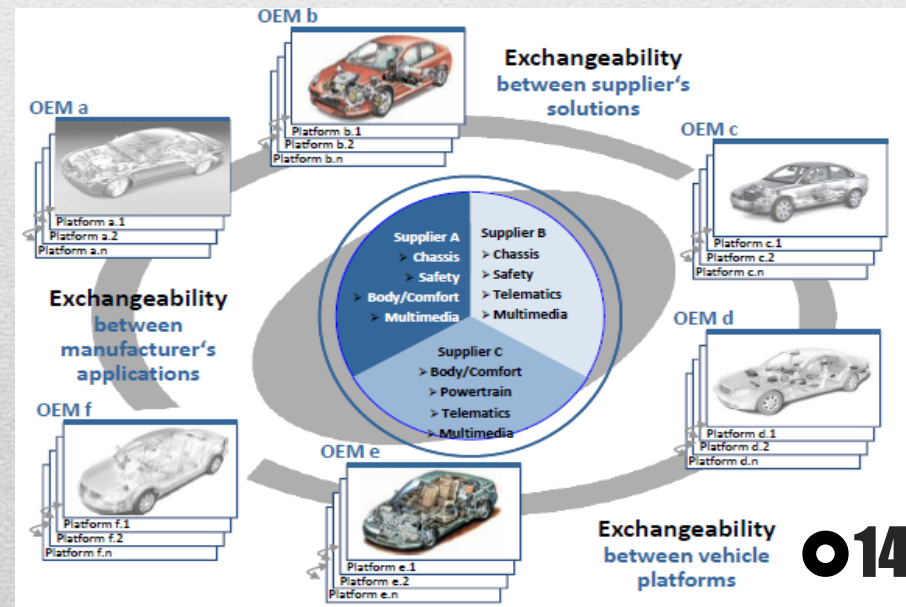 OEM b
Exchangeability
between supplier‘s
solutions
OEM a
Platform b.1
Platform b.2
Platform b.n
OEM c
Platform a.1
Platform a.2
Platform a.n
Platform c.1
Platform c.2
Platform c.n
Supplier A
➢ Chassis
➢ Safety
➢ Body/Comfort
➢ Multimedia
Supplier B
➢ Chassis
➢ Safety
➢ Telematics
➢ Multimedia
Exchangeability
between
manufacturer‘s
applications
Supplier C
➢ Body/Comfort
➢ Powertrain
➢ Telematics
➢ Multimedia
OEM d
Platform d.1
Platform d.2
Platform d.n
OEM f
Platform f.1
Platform f.2
Platform f.n
OEM e
Platform e.1
Platform e.2
Platform e.n
Exchangeability
between vehicle
platforms
14